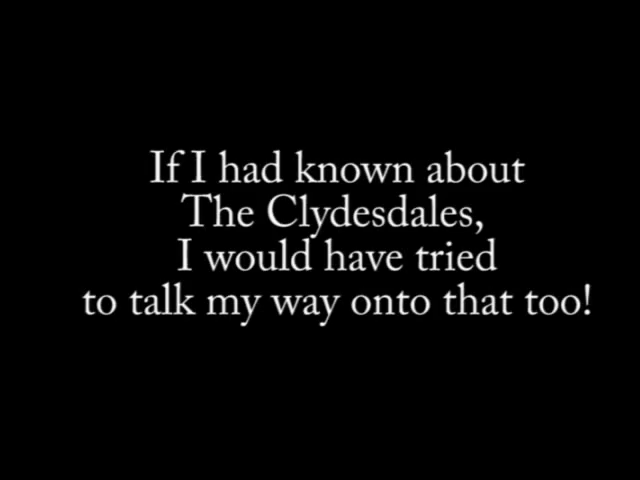 If I had known about
The Clydesdales,
I would have tried
to talk my way onto that too!